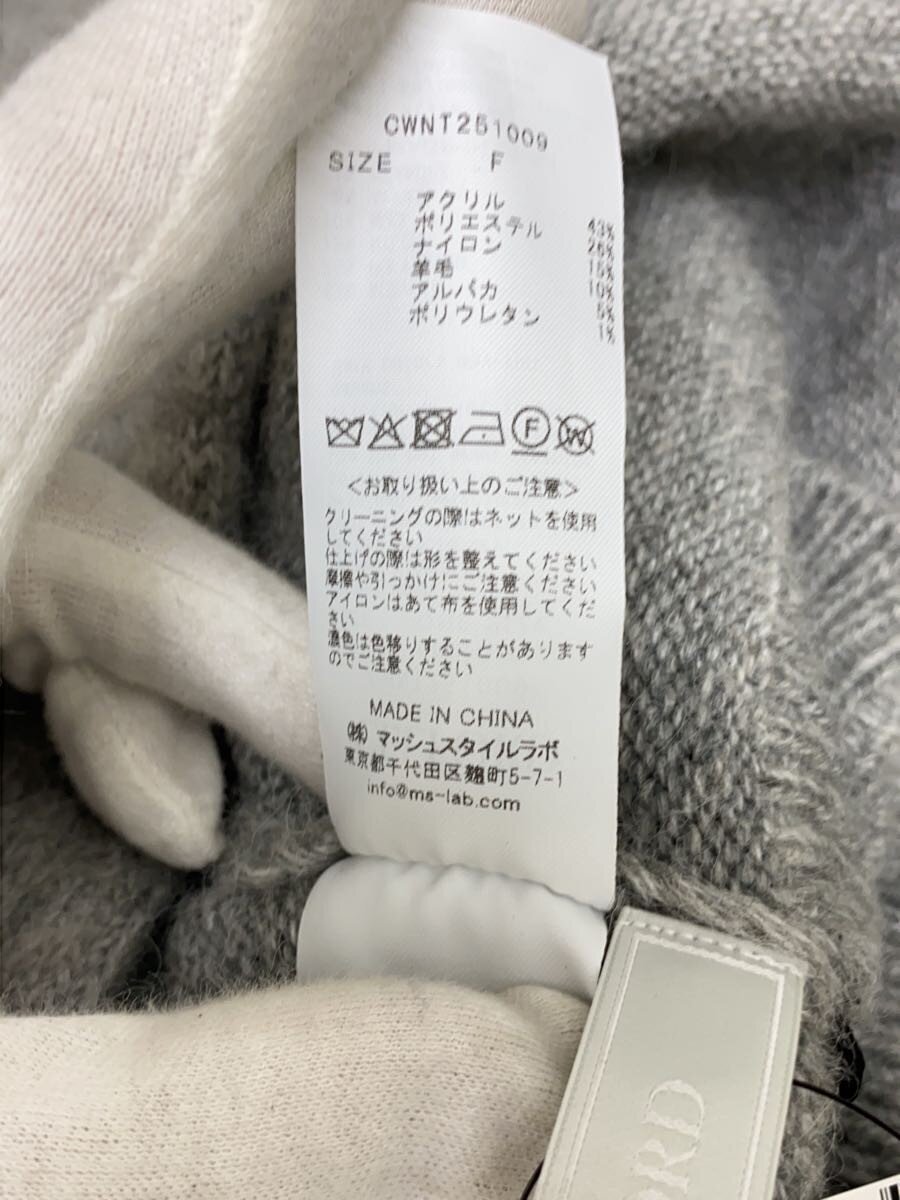 CWNT251009
SIZE F
アクリル 43%
ポリエステル 26%
ナイロン 15%
羊毛 10%
アルパカ 5%
ポリウレタン 1%
F
W
<お取り扱い上のご注意>
クリーニングの際はネットを使用
してください
仕上げの際は形を整えてください
摩擦や引っかけにご注意ください
アイロンはあて布を使用してくだ
さい
濃色は色移りすることがあります
のでご注意ください
MADE IN CHINA
(株) マッシュスタイルラボ
東京都千代田区麹町5-7-1
info@ms-lab.com